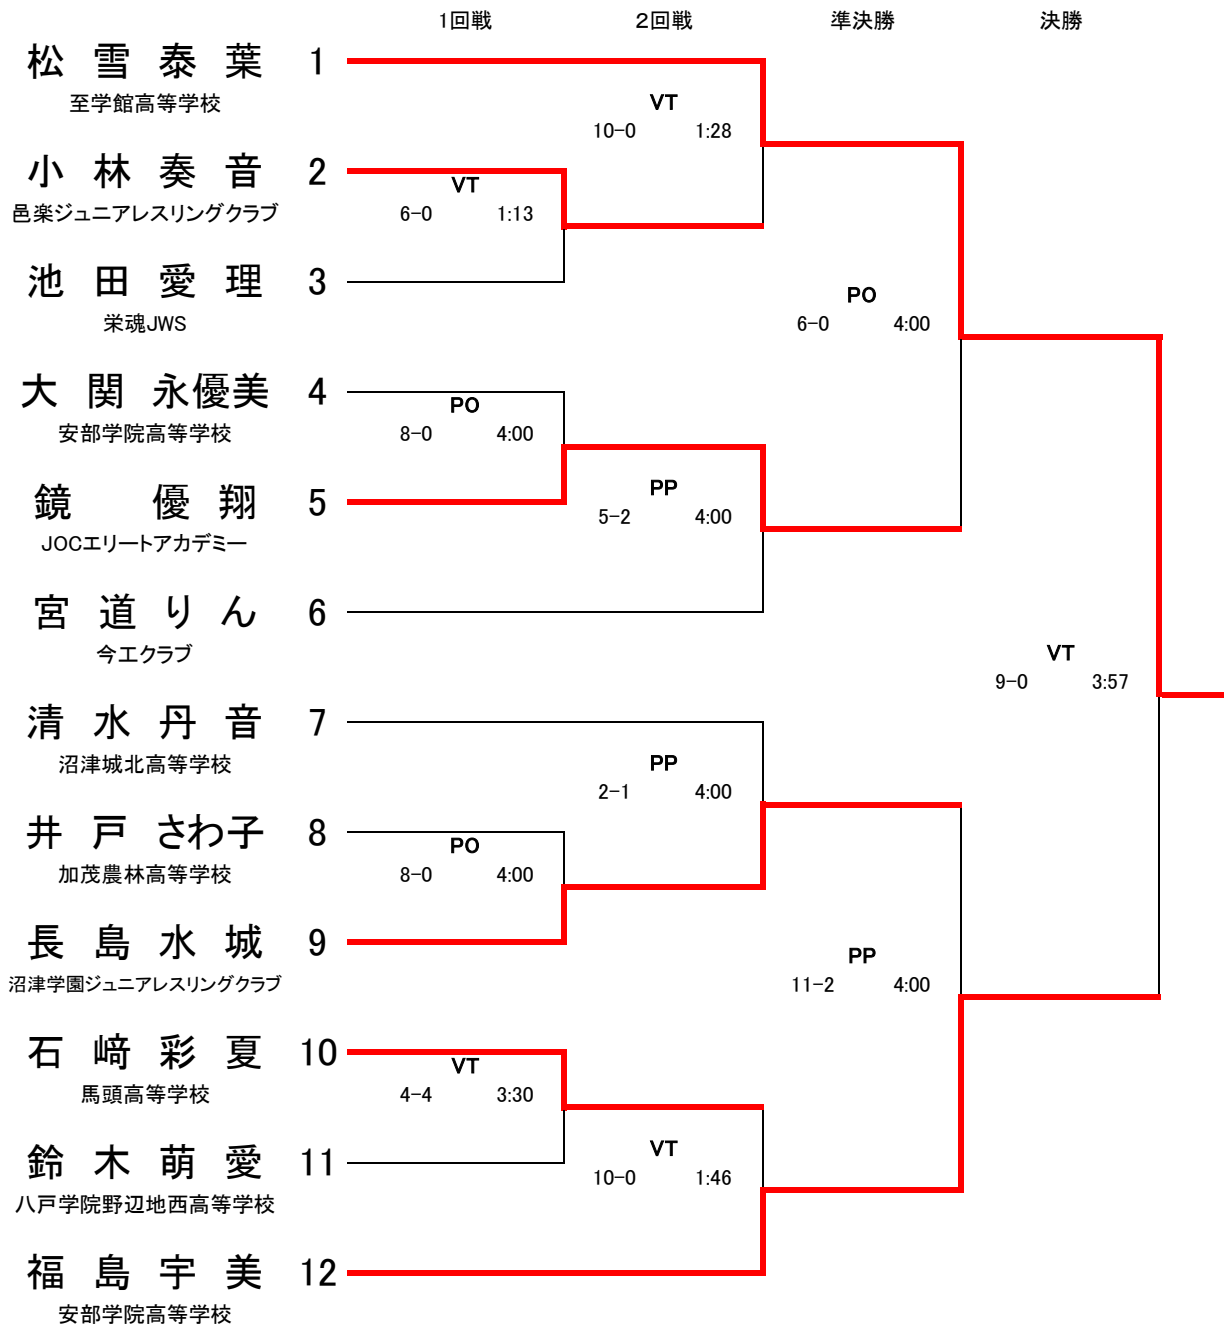 1回戦 2回戦 準決勝 決勝
松 雪 泰 葉 1
至学館高等学校
VT
10-0 1:28
小 林 奏 音 2
邑楽ジュニアレスリングクラブ
VT
6-0 1:13
池 田 愛 理 3
栄魂JWS
PO
6-0 4:00
大 関 永優美 4
安部学院高等学校
PO
8-0 4:00
鏡 優 翔 5
JOCエリートアカデミー
PP
5-2 4:00
宮 道 り ん 6
今工クラブ
VT
9-0 3:57
清 水 丹 音 7
沼津城北高等学校
PP
2-1 4:00
井 戸 さわ子 8
加茂農林高等学校
PO
8-0 4:00
長 島 水 城 9
沼津学園ジュニアレスリングクラブ
PP
11-2 4:00
石 﨑 彩 夏 10
馬頭高等学校
VT
4-4 3:30
鈴 木 萌 愛 11
八戸学院野辺地西高等学校
VT
10-0 1:46
福 島 宇 美 12
安部学院高等学校